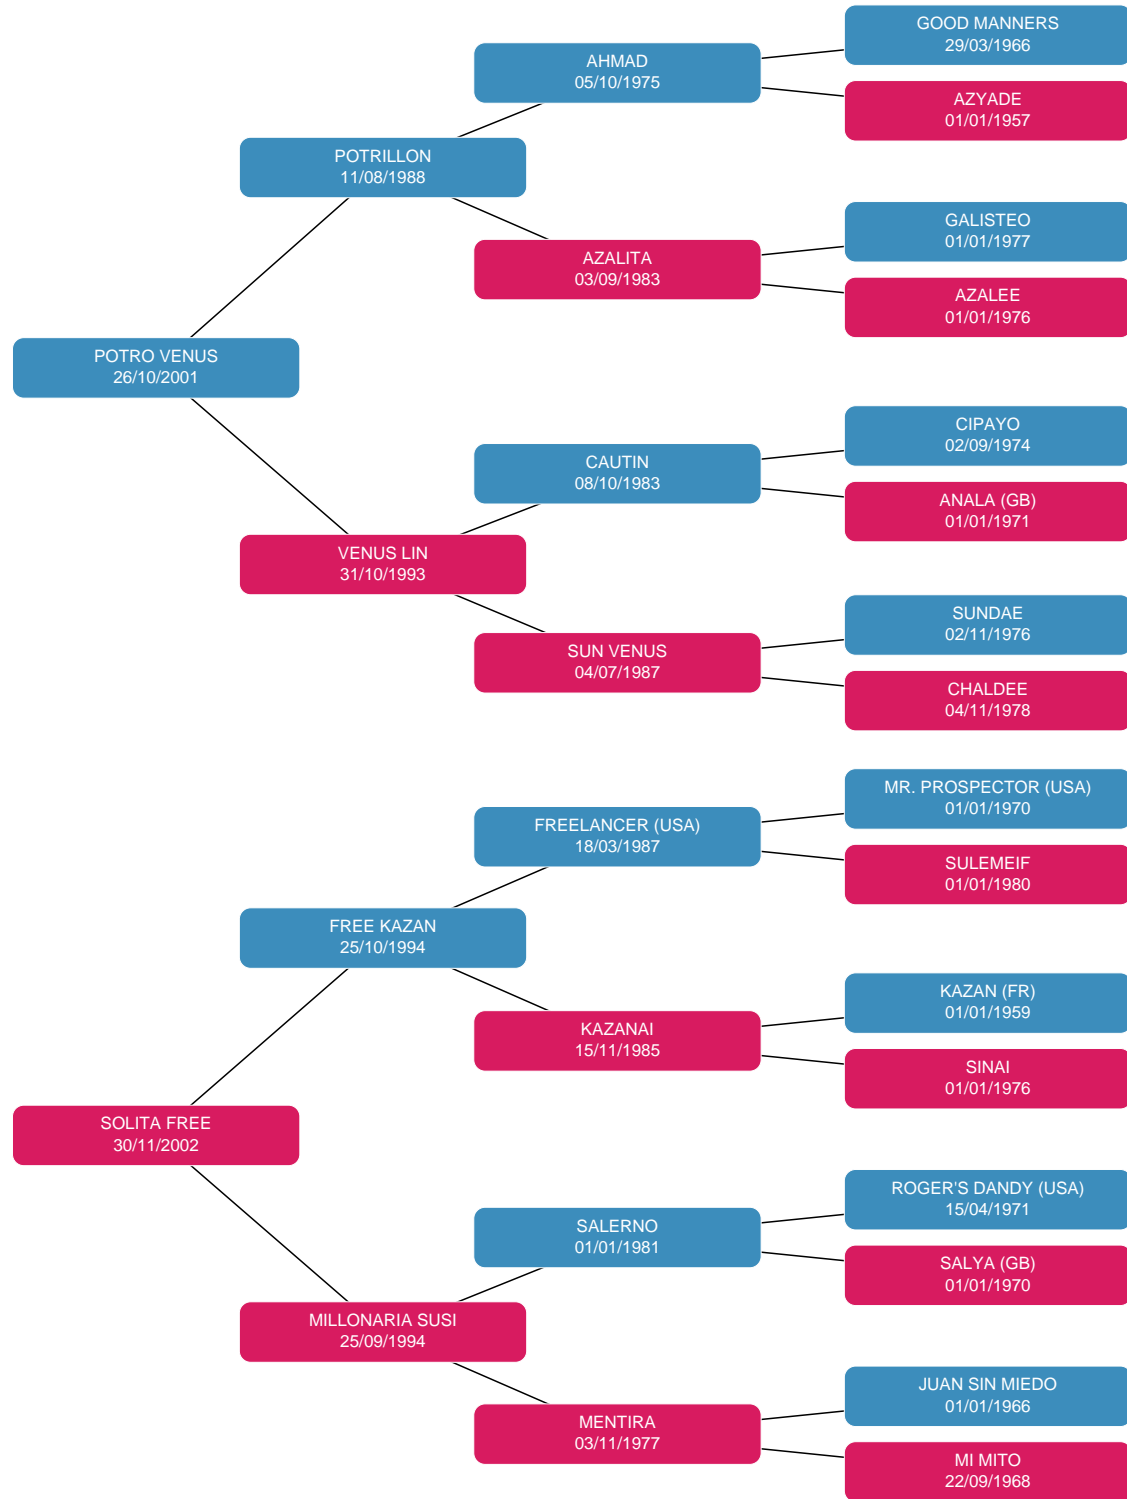 GOOD MANNERS
29/03/1966
AHMAD
05/10/1975
AZYADE
01/01/1957
POTRILLON
11/08/1988
GALISTEO
01/01/1977
AZALITA
03/09/1983
AZALEE
01/01/1976
POTRO VENUS
26/10/2001
CIPAYO
02/09/1974
CAUTIN
08/10/1983
ANALA (GB)
01/01/1971
VENUS LIN
31/10/1993
SUNDAE
02/11/1976
SUN VENUS
04/07/1987
CHALDEE
04/11/1978
MR. PROSPECTOR (USA)
01/01/1970
FREELANCER (USA)
18/03/1987
SULEMEIF
01/01/1980
FREE KAZAN
25/10/1994
KAZAN (FR)
01/01/1959
KAZANAI
15/11/1985
SINAI
01/01/1976
SOLITA FREE
30/11/2002
ROGER'S DANDY (USA)
15/04/1971
SALERNO
01/01/1981
SALYA (GB)
01/01/1970
MILLONARIA SUSI
25/09/1994
JUAN SIN MIEDO
01/01/1966
MENTIRA
03/11/1977
MI MITO
22/09/1968